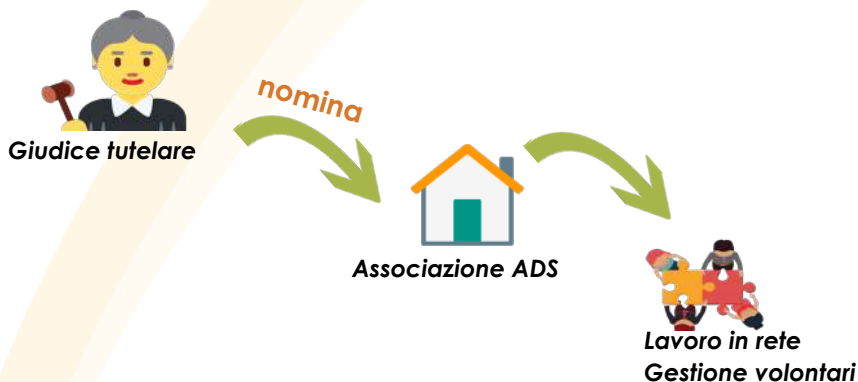 nomina
Giudice tutelare
Associazione ADS
Lavoro in rete
Gestione volontari